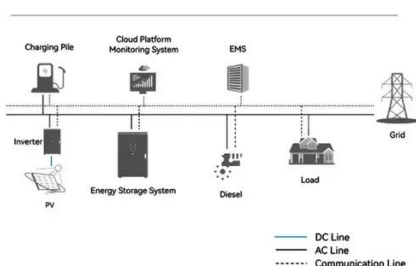 Charging Pile
Cloud Platform
Monitoring System
EMS
Inverter
Grid
PV
Energy Storage System
Diesel
Load
DC Line
AC Line
Communication Line